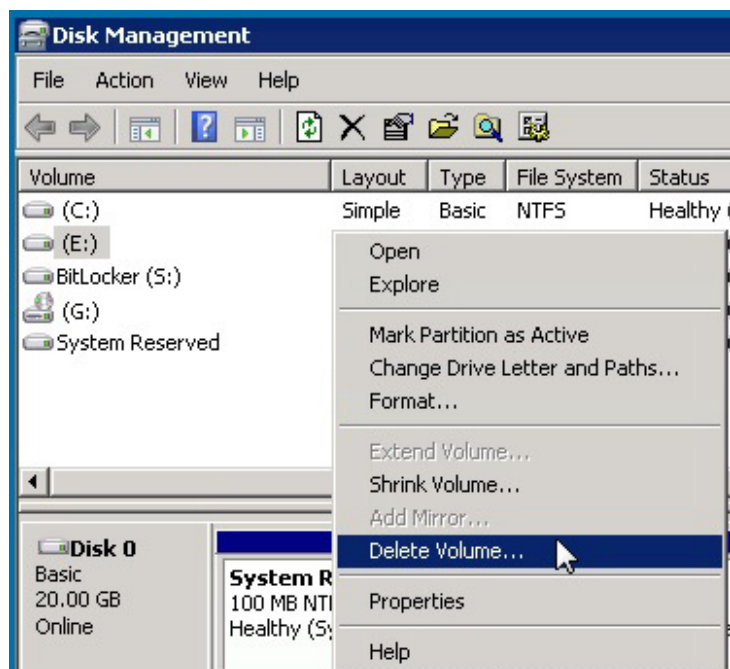 Disk Management
File Action View Help
Volume Layout Type File System Status
(C:) Simple Basic NTFS Healthy (
(E:)
BitLocker (S:)
(G:)
System Reserved
Open
Explore
Mark Partition as Active
Change Drive Letter and Paths...
Format...
Extend Volume...
Shrink Volume...
Add Mirror...
Delete Volume...
Properties
Help
Disk 0
Basic
20.00 GB
Online
System R
100 MB NT
Healthy (Sy